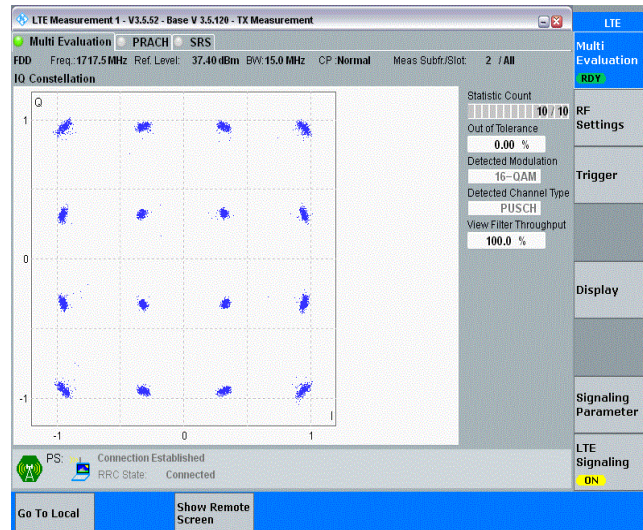 LTE Measurement 1 - V3.5.52 - Base V 3.5.120 - TX Measurement
LTE
Multi Evaluation PRACH SRS
Multi
Evaluation
RDY
FDD Freq.:1717.5 MHz Ref. Level: 37.40 dBm BW:15.0 MHz CP :Normal Meas Subfr./Slot: 2 / All
IQ Constellation
Statistic Count
10 / 10
Out of Tolerance
0.00 %
Detected Modulation
16-QAM
Detected Channel Type
PUSCH
View Filter Throughput
100.0 %
Q
1
0
-1
I
-1 0 1
RF
Settings
Trigger
Display
Signaling
Parameter
LTE
Signaling
ON
PS: Connection Established
RRC State: Connected
Go To Local
Show Remote
Screen